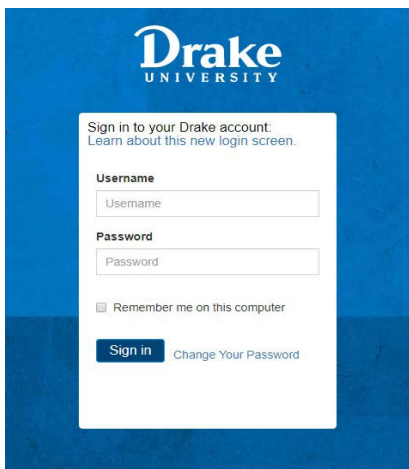 Drake
UNIVERSITY
Sign in to your Drake account:
Learn about this new login screen.
Username
Username
Password
Password
Remember me on this computer
Sign in Change Your Password